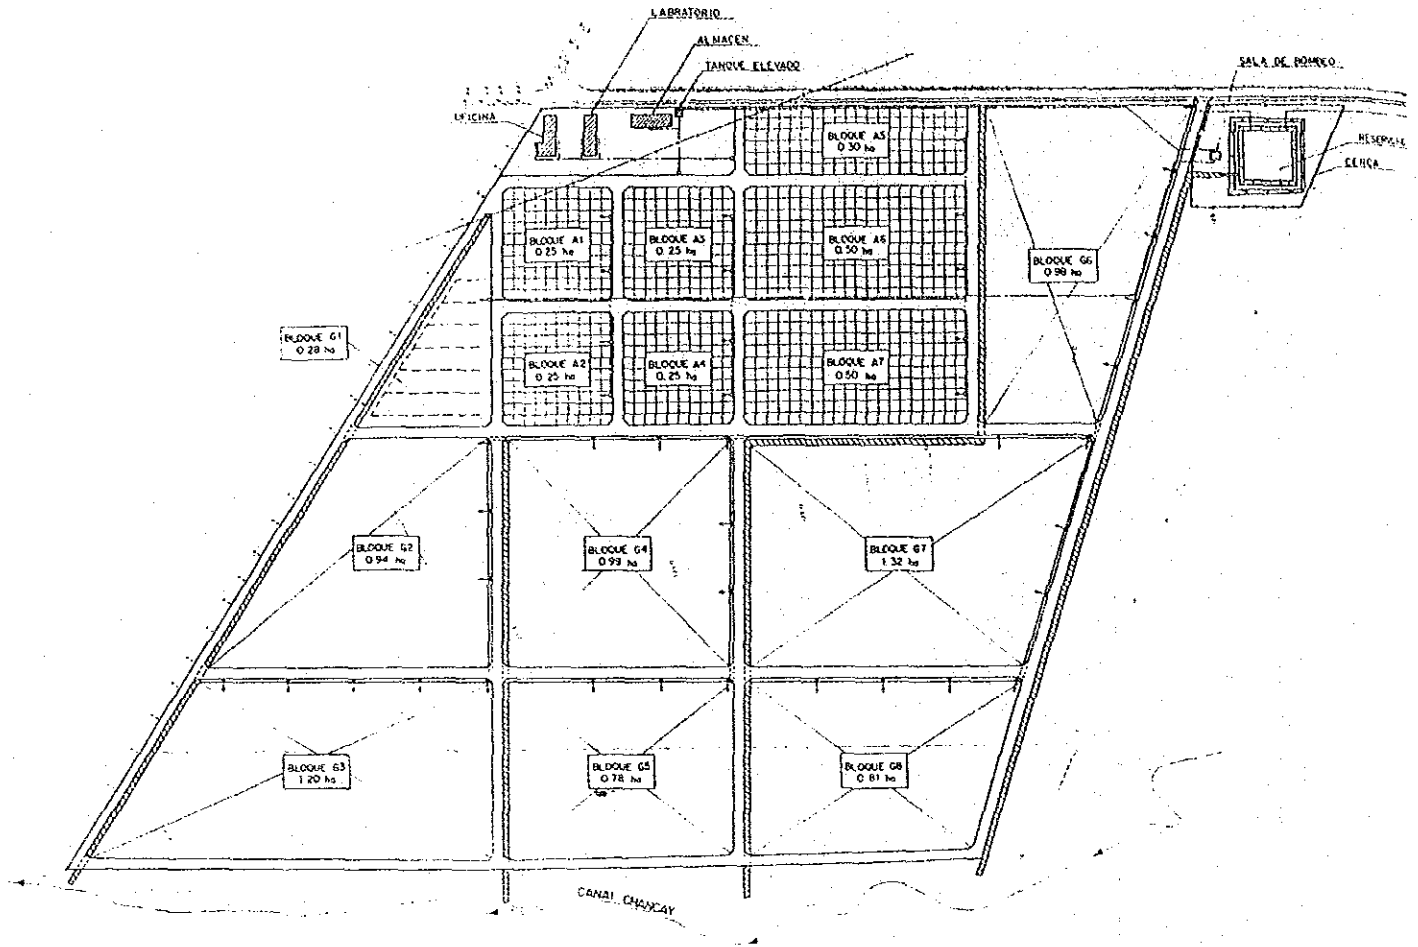 LABRATORIO
ALMACEN
TANQUE ELEVADO
SALA DE BOMBEO
OFICINA
BLOQUE A5
0.30 ha
CERCA
BLOQUE A1
0.25 ha
BLOQUE A3
0.25 ha
BLOQUE A6
0.50 ha
BLOQUE G6
0.98 ha
BLOQUE G1
0.28 ha
BLOQUE A2
0.25 ha
BLOQUE A4
0.25 ha
BLOQUE A7
0.50 ha
BLOQUE G2
0.94 ha
BLOQUE G4
0.99 ha
BLOQUE G7
1.32 ha
BLOQUE G3
1.20 ha
BLOQUE G5
0.78 ha
BLOQUE G8
0.81 ha
CANAL CHANCAY